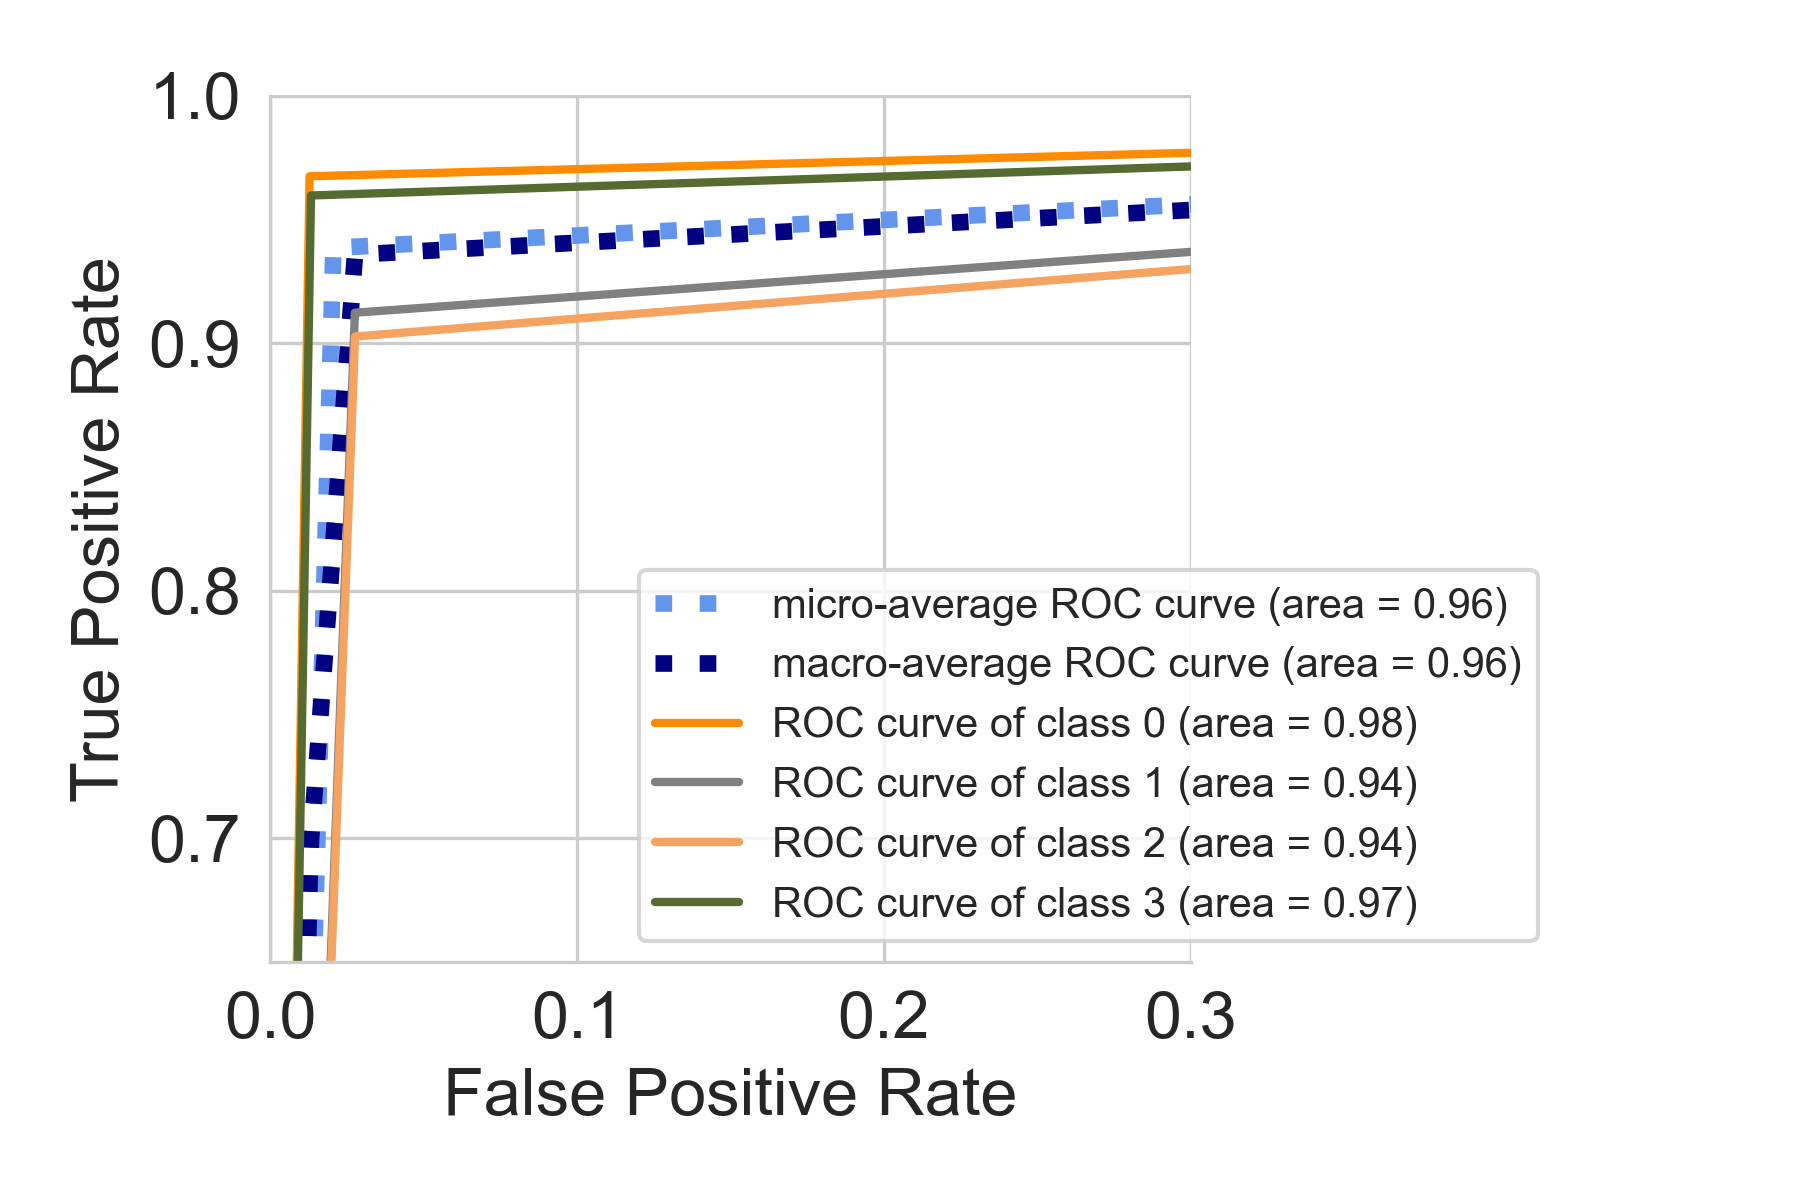 True Positive Rate
1.0
0.9
0.8
0.7
micro-average ROC curve (area = 0.96)
macro-average ROC curve (area = 0.96)
ROC curve of class 0 (area = 0.98)
ROC curve of class 1 (area = 0.94)
ROC curve of class 2 (area = 0.94)
ROC curve of class 3 (area = 0.97)
0.0 0.1 0.2 0.3
False Positive Rate